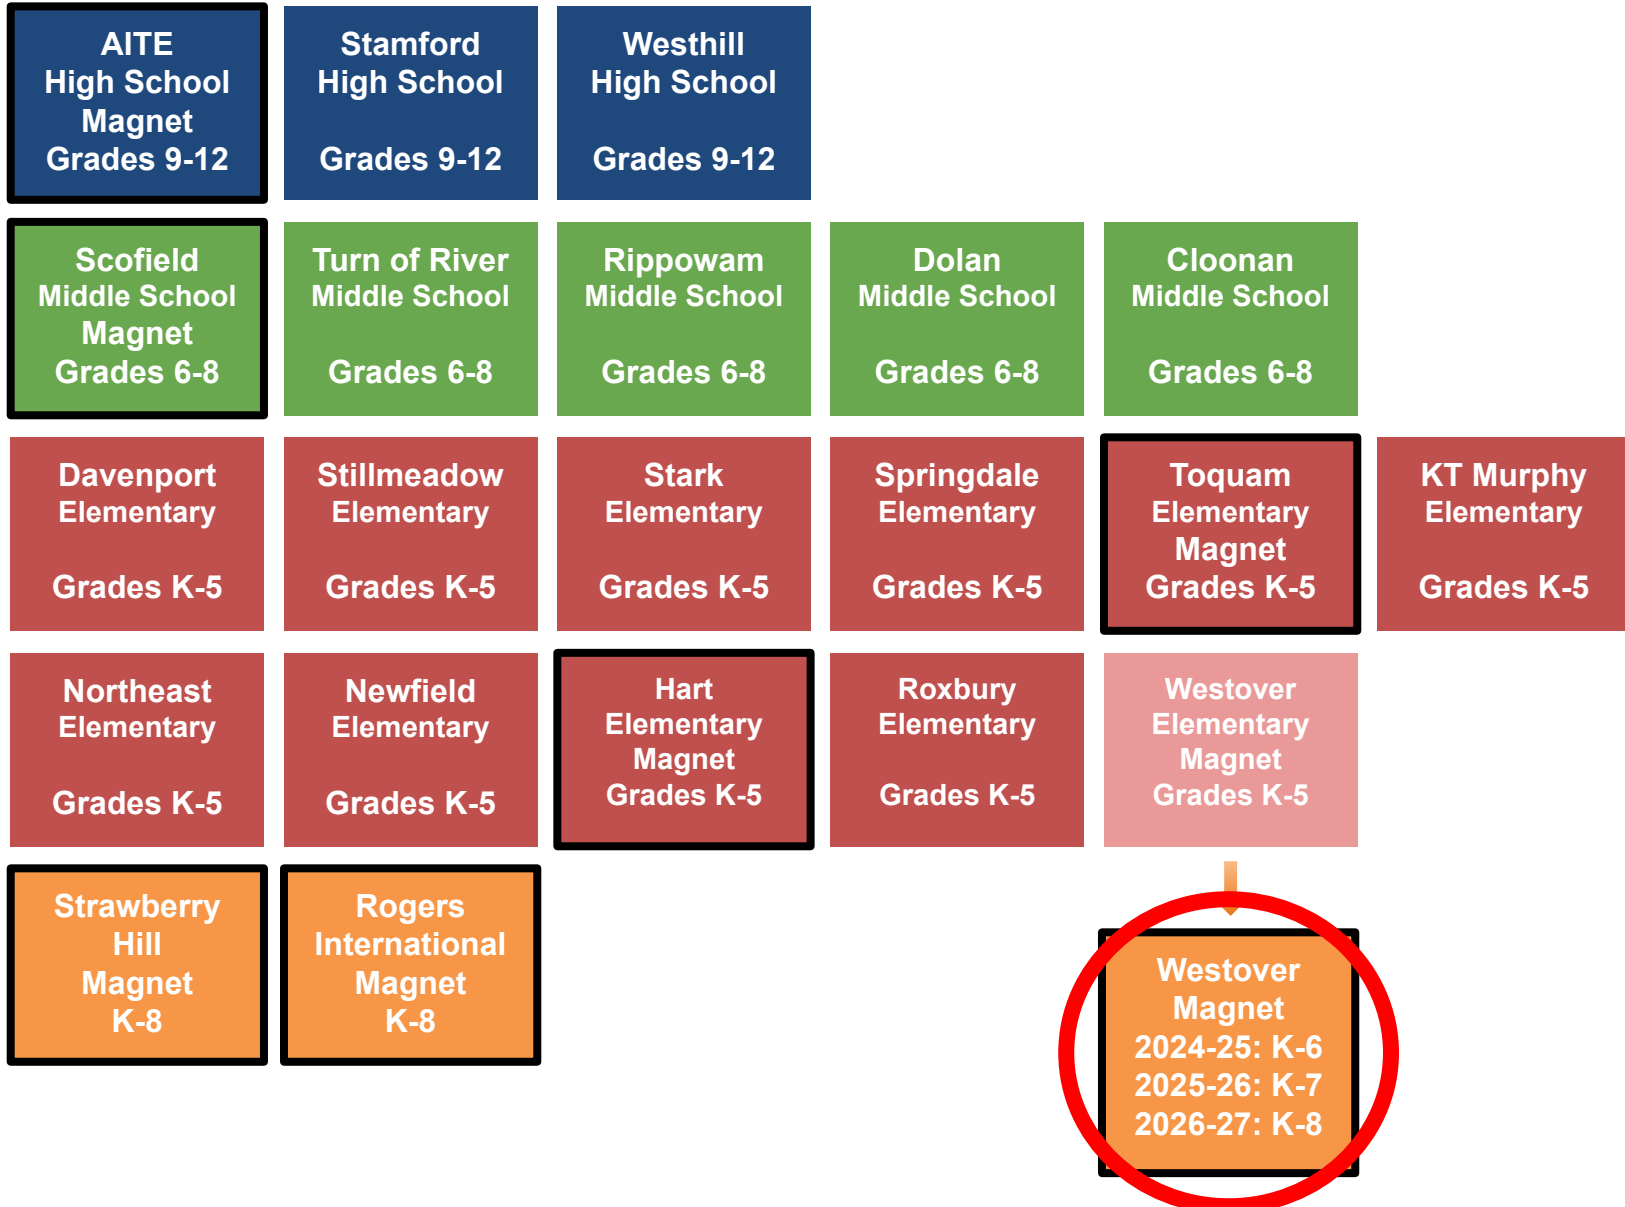 AITE
High School
Magnet
Grades 9-12
Stamford
High School
Grades 9-12
Westhill
High School
Grades 9-12
Scofield
Middle School
Magnet
Grades 6-8
Turn of River
Middle School
Grades 6-8
Rippowam
Middle School
Grades 6-8
Dolan
Middle School
Grades 6-8
Cloonan
Middle School
Grades 6-8
Davenport
Elementary
Grades K-5
Stillmeadow
Elementary
Grades K-5
Stark
Elementary
Grades K-5
Springdale
Elementary
Grades K-5
Toquam
Elementary
Magnet
Grades K-5
KT Murphy
Elementary
Grades K-5
Northeast
Elementary
Grades K-5
Newfield
Elementary
Grades K-5
Hart
Elementary
Magnet
Grades K-5
Roxbury
Elementary
Grades K-5
Westover
Elementary
Magnet
Grades K-5
Strawberry
Hill
Magnet
K-8
Rogers
International
Magnet
K-8
Westover
Magnet
2024-25: K-6
2025-26: K-7
2026-27: K-8